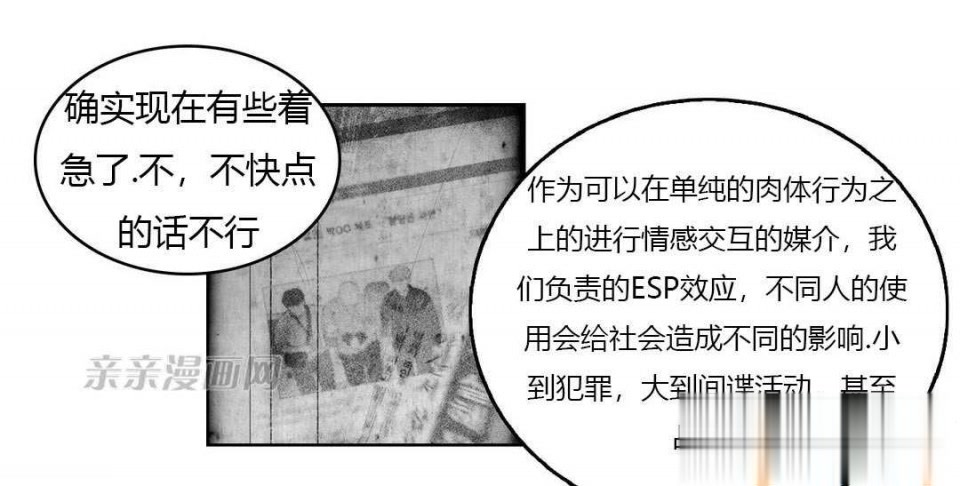 确实现在有些着
急了.不，不快点
的话不行
作为可以在单纯的肉体行为之
上的进行情感交互的媒介，我
们负责的ESP效应，不同人的使
用会给社会造成不同的影响.小
到犯罪，大到间谍活动，甚至
亲亲漫画网